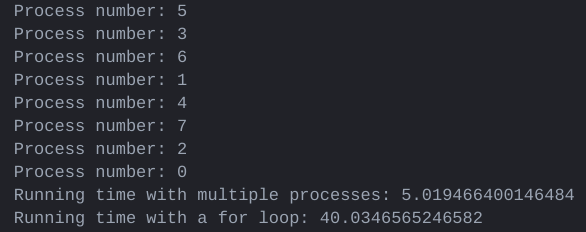 Process number: 5
Process number: 3
Process number: 6
Process number: 1
Process number: 4
Process number: 7
Process number: 2
Process number: 0
Running time with multiple processes: 5.019466400146484
Running time with a for loop: 40.0346565246582